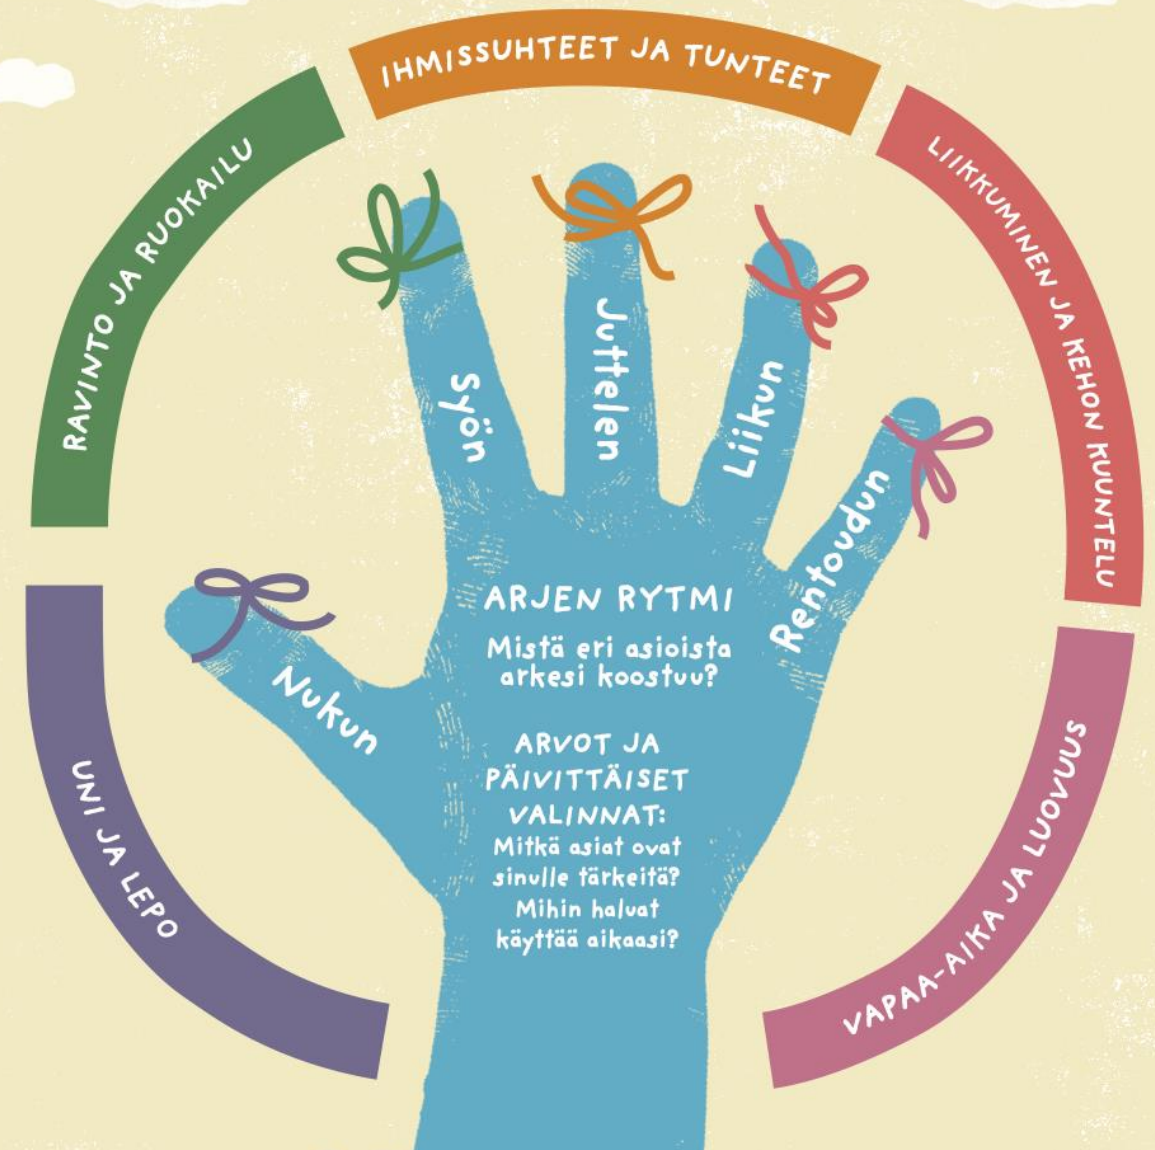 IHMISSUHTEET JA TUNTEET
RAVINTO JA RUOKAILU
LIIKKUMINEN JA KEHON KUUNTELU
UNI JA LEPO
VAPAA-AIKA JA LUOVUUS
Nukun
Syön
Juttelen
Liikun
Rentoudun
ARJEN RYTMI
Mistä eri asioista
arkesi koostuu?
ARVOT JA
PÄIVITTÄISET
VALINNAT:
Mitkä asiat ovat
sinulle tärkeitä?
Mihin haluat
käyttää aikaasi?